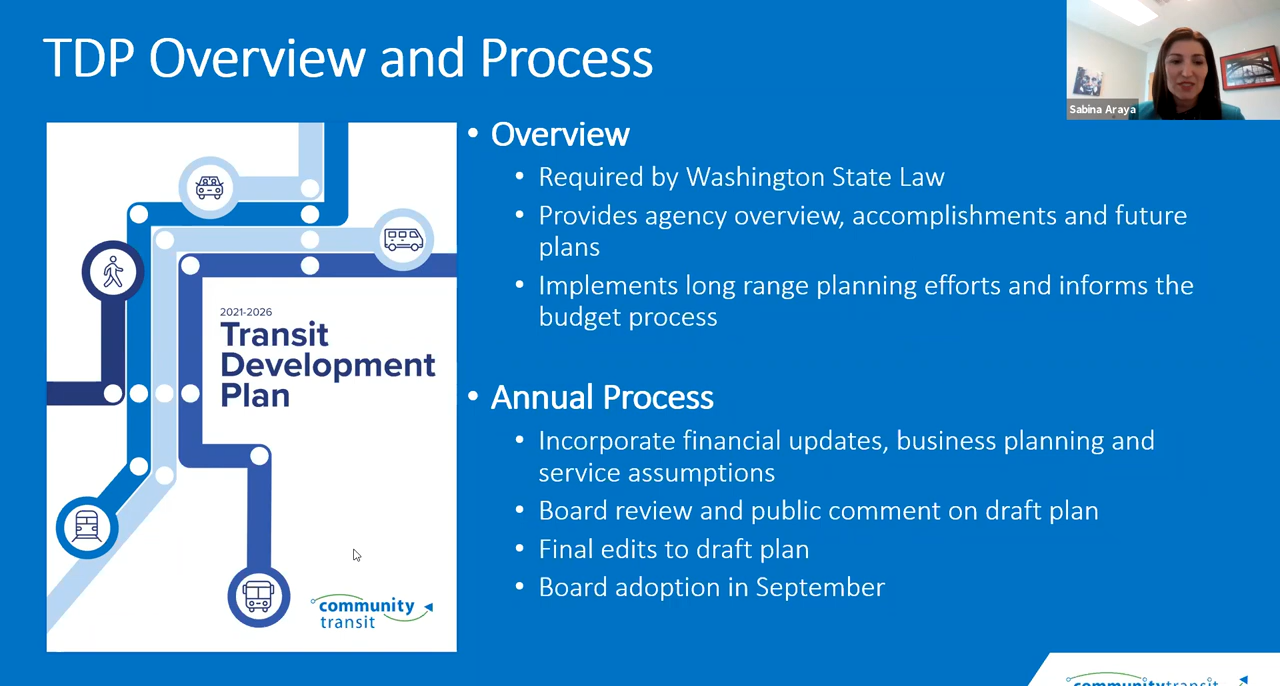 TDP Overview and Process
Sabina Araya
2021-2026
Transit
Development
Plan
community
transit
• Overview
• Required by Washington State Law
• Provides agency overview, accomplishments and future
plans
• Implements long range planning efforts and informs the
budget process
• Annual Process
• Incorporate financial updates, business planning and
service assumptions
• Board review and public comment on draft plan
• Final edits to draft plan
• Board adoption in September
communitytransit